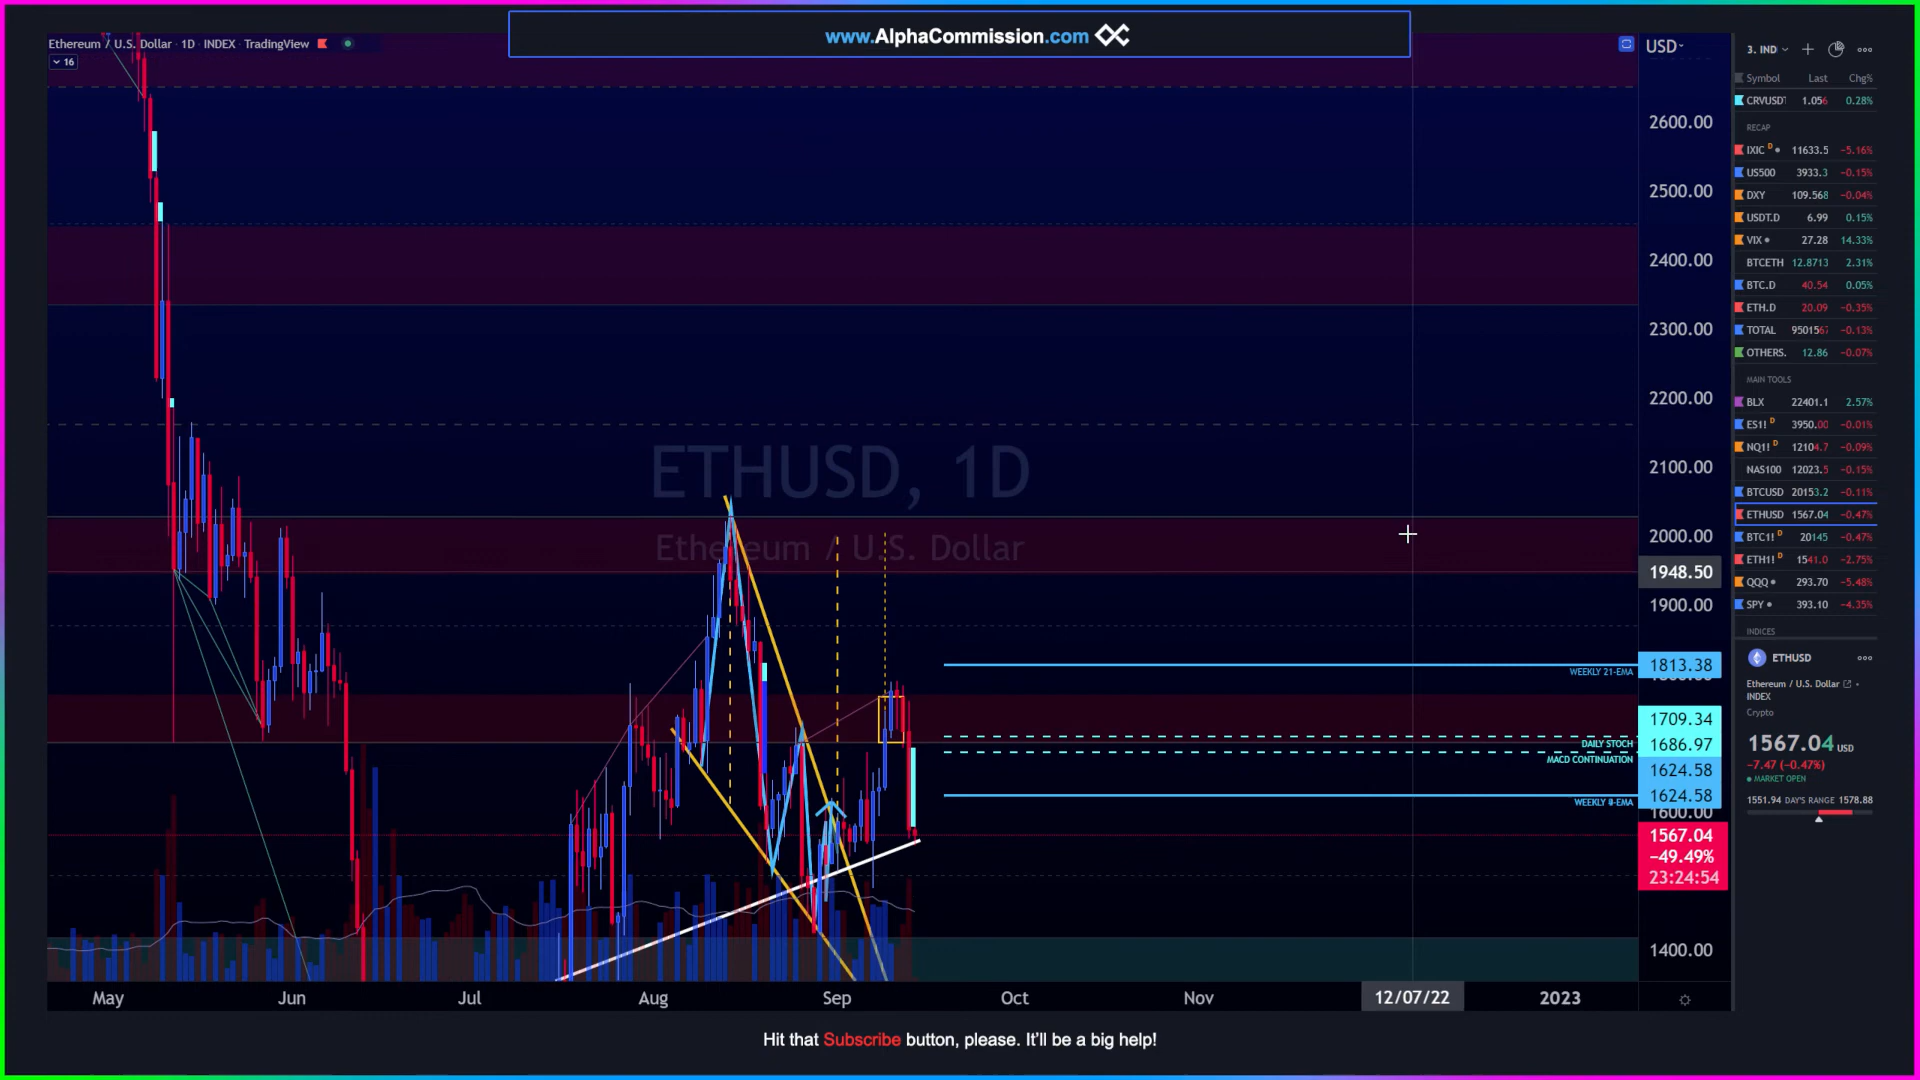 www.AlphaCommission.com
Ethereum / U.S. Dollar · 1D · INDEX · TradingView
16
USD
2600.00
2500.00
2400.00
2300.00
2200.00
2100.00
2000.00
1948.50
1900.00
1813.38
1709.34
1686.97
1624.58
1624.58
1600.00
1567.04
−49.49%
23:24:54
1400.00
ETHUSD, 1D
Ethereum / U.S. Dollar
WEEKLY 21-EMA
DAILY STOCH
MACD CONTINUATION
WEEKLY 8-EMA
May Jun Jul Aug Sep Oct Nov 12/07/22 2023
3. IND
Symbol Last Chg%
CRVUSDT 1.056 0.28%
RECAP
IXIC D 11633.5 −5.16%
US500 3933.3 −0.15%
DXY 109.568 −0.04%
USDT.D 6.99 0.15%
VIX 27.28 14.33%
BTCETH 12.8713 2.31%
BTC.D 40.54 0.05%
ETH.D 20.09 −0.35%
TOTAL 9501567 −0.13%
OTHERS. 12.86 −0.07%
MAIN TOOLS
BLX 22401.1 2.57%
ES1! D 3950.00 −0.01%
NQ1! D 12104.7 −0.09%
NAS100 12023.5 −0.15%
BTCUSD 20153.2 −0.11%
ETHUSD 1567.04 −0.47%
BTC1! D 20145 −0.47%
ETH1! D 1541.0 −2.75%
QQQ 293.70 −5.48%
SPY 393.10 −4.35%
INDICES
ETHUSD
Ethereum / U.S. Dollar
INDEX
Crypto
1567.04 USD
−7.47 (−0.47%)
MARKET OPEN
1551.94 DAY'S RANGE 1578.88
Hit that Subscribe button, please. It'll be a big help!